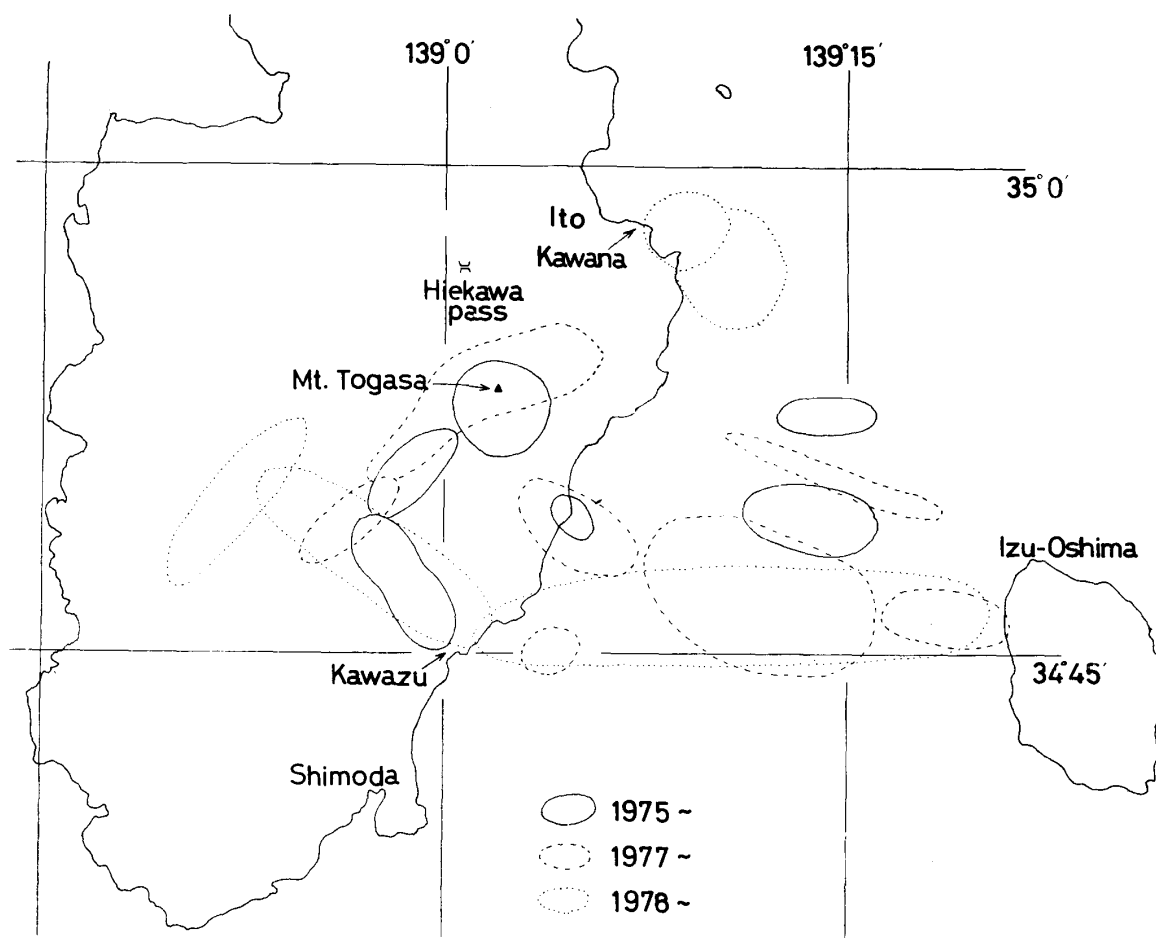 139°0′
139°15′
35°0′
Ito
Kawana
Hiekawa
pass
Mt. Togasa
Izu-Oshima
Kawazu
34°45′
Shimoda
1975 ~
1977 ~
1978 ~